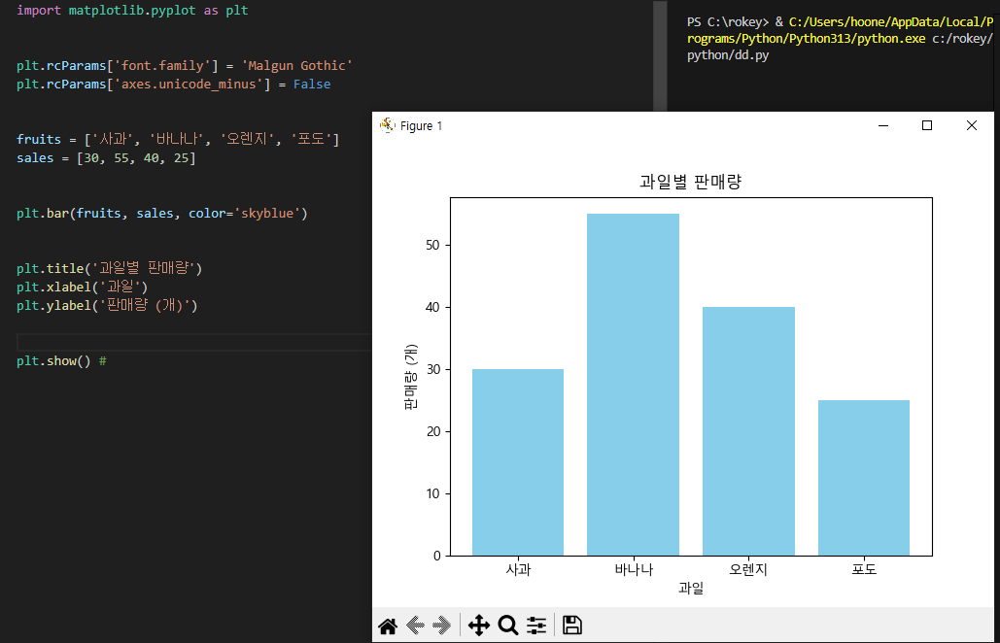 import matplotlib.pyplot as plt
plt.rcParams['font.family'] = 'Malgun Gothic'
plt.rcParams['axes.unicode_minus'] = False
fruits = ['사과', '바나나', '오렌지', '포도']
sales = [30, 55, 40, 25]
plt.bar(fruits, sales, color='skyblue')
plt.title('과일별 판매량')
plt.xlabel('과일')
plt.ylabel('판매량 (개)')
plt.show() #
PS C:\rokey> & C:/Users/hoone/AppData/Local/P
rograms/Python/Python313/python.exe c:/rokey/
python/dd.py
Figure 1
과일별 판매량
판매량 (개)
50
40
30
20
10
0
사과 바나나 오렌지 포도
과일